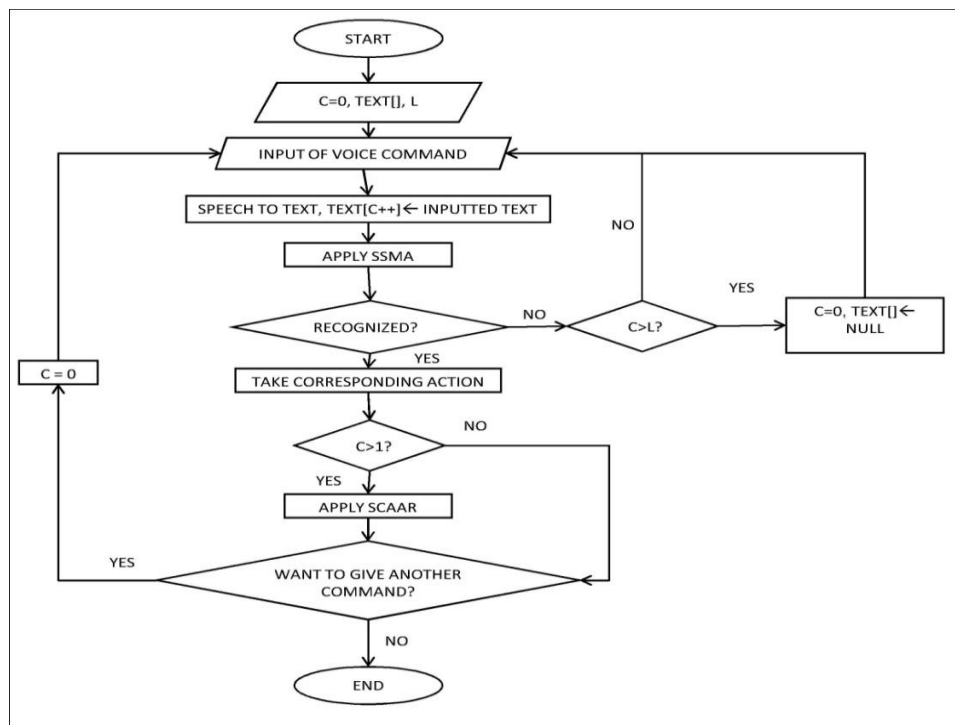 START
C=0, TEXT[], L
INPUT OF VOICE COMMAND
SPEECH TO TEXT, TEXT[C++]← INPUTTED TEXT
APPLY SSMA
RECOGNIZED?
NO
C>L?
NO
YES
C=0, TEXT[]←
NULL
YES
TAKE CORRESPONDING ACTION
C = 0
C>1?
NO
YES
APPLY SCAAR
WANT TO GIVE ANOTHER
COMMAND?
YES
NO
END